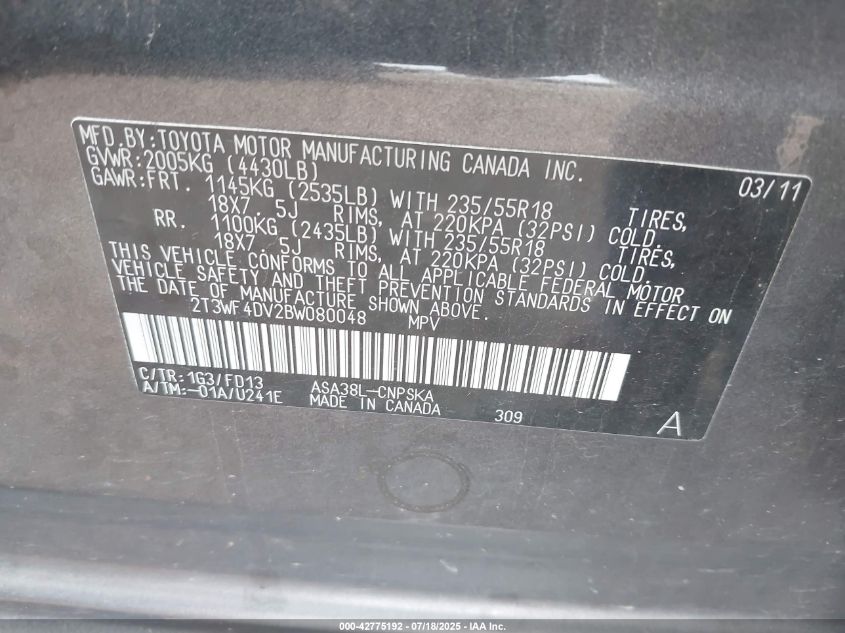 MFD.BY:TOYOTA MOTOR MANUFACTURING CANADA INC. 03/11
GVWR:2005KG (4430LB)
GAWR:FRT. 1145KG (2535LB) WITH 235/55R18 TIRES,
18X7.5J RIMS, AT 220KPA (32PSI) COLD.
RR. 1100KG (2435LB) WITH 235/55R18 TIRES,
18X7.5J RIMS, AT 220KPA (32PSI) COLD.
THIS VEHICLE CONFORMS TO ALL APPLICABLE FEDERAL MOTOR
VEHICLE SAFETY AND THEFT PREVENTION STANDARDS IN EFFECT ON
THE DATE OF MANUFACTURE SHOWN ABOVE.
2T3WF4DV2BW080048 MPV
C/TR:1G3/FD13 ASA38L-CNPSKA
A/TM:-01A/U241E MADE IN CANADA 309 A
000-42775192 - 07/18/2025 - IAA Inc.